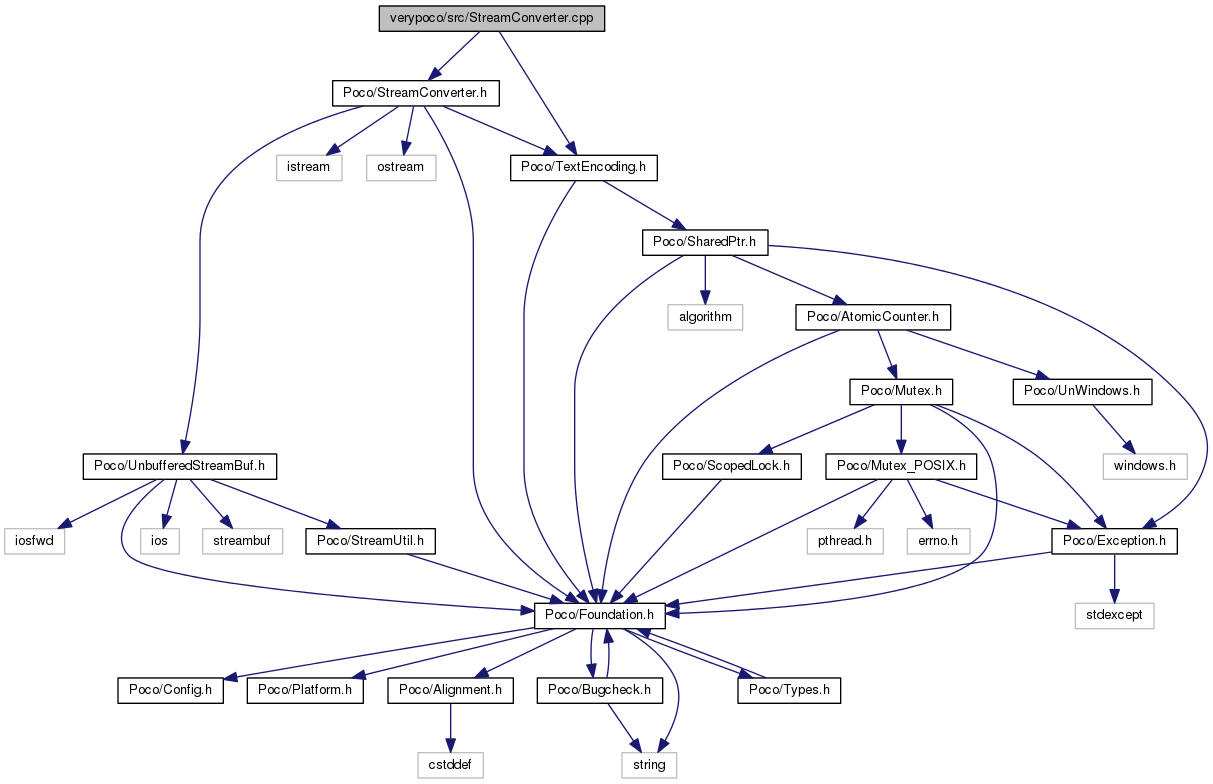 verypoco/src/StreamConverter.cpp
Poco/StreamConverter.h
istream
ostream
Poco/TextEncoding.h
Poco/SharedPtr.h
algorithm
Poco/AtomicCounter.h
Poco/Mutex.h
Poco/UnWindows.h
Poco/UnbufferedStreamBuf.h
Poco/ScopedLock.h
Poco/Mutex_POSIX.h
windows.h
iosfwd
ios
streambuf
Poco/StreamUtil.h
pthread.h
errno.h
Poco/Exception.h
Poco/Foundation.h
stdexcept
Poco/Config.h
Poco/Platform.h
Poco/Alignment.h
Poco/Bugcheck.h
Poco/Types.h
cstddef
string